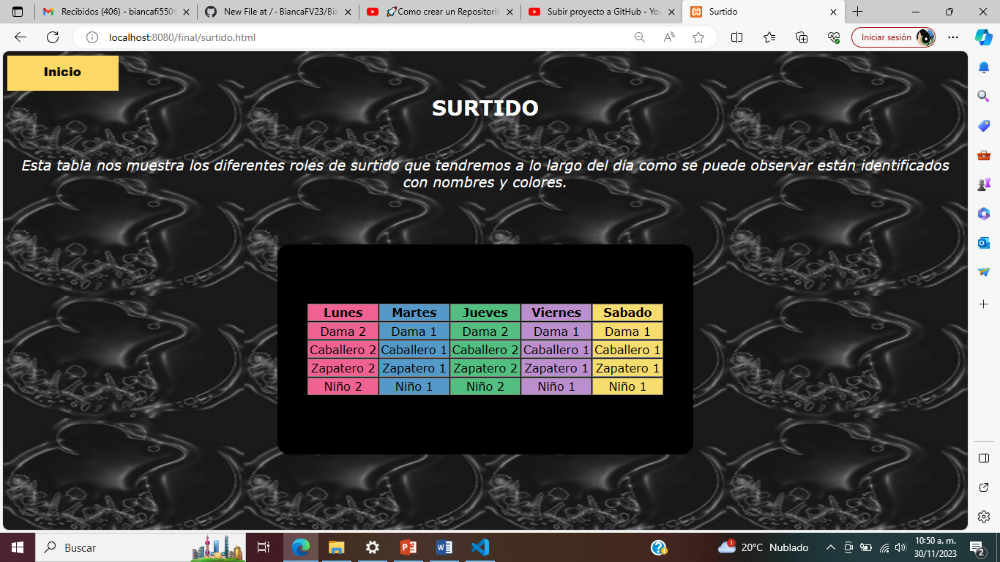 Recibidos (406) - biancafi550
New File at / · BiancaFV23/Bia
🚀Como crear un Repositorio
Subir proyecto a GitHub - You
Surtido
localhost:8080/final/surtido.html
Iniciar sesión
Inicio
SURTIDO
Esta tabla nos muestra los diferentes roles de surtido que tendremos a lo largo del día como se puede observar están identificados
con nombres y colores.
Lunes Martes Jueves Viernes Sabado
Dama 2 Dama 1 Dama 2 Dama 1 Dama 1
Caballero 2 Caballero 1 Caballero 2 Caballero 1 Caballero 1
Zapatero 2 Zapatero 1 Zapatero 2 Zapatero 1 Zapatero 1
Niño 2 Niño 1 Niño 2 Niño 1 Niño 1
Buscar
1
20°C Nublado
10:50 a. m.
30/11/2023
2